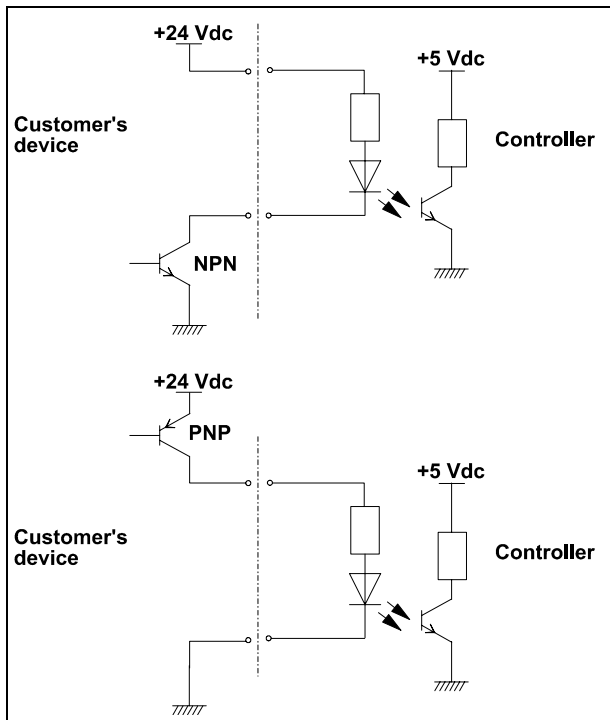 +24 Vdc
+5 Vdc
Customer's
device
Controller
NPN
+24 Vdc
PNP
+5 Vdc
Customer's
device
Controller